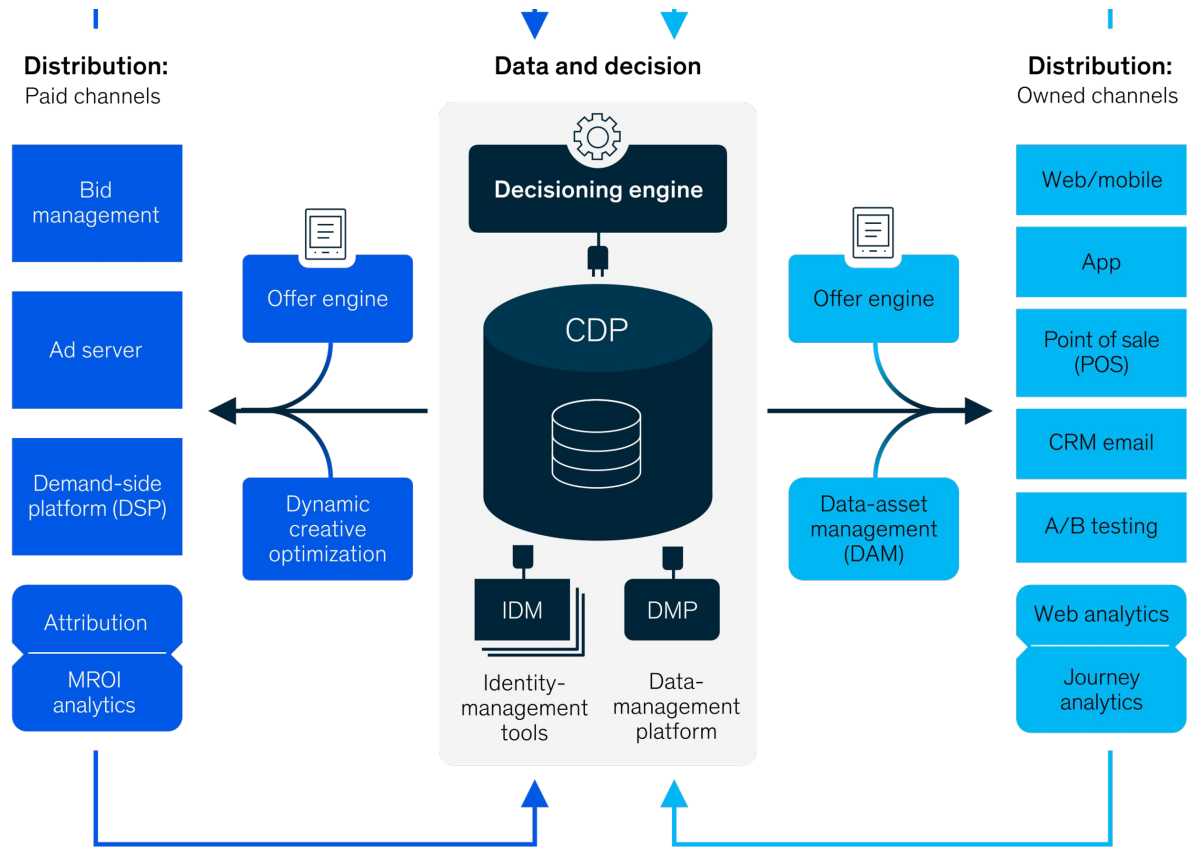 Distribution:
Paid channels
Bid
management
Ad server
Demand-side
platform (DSP)
Attribution
MROI
analytics
Offer engine
Dynamic
creative
optimization
Data and decision
Decisioning engine
CDP
IDM
Identity-
management
tools
DMP
Data-
management
platform
Offer engine
Data-asset
management
(DAM)
Distribution:
Owned channels
Web/mobile
App
Point of sale
(POS)
CRM email
A/B testing
Web analytics
Journey
analytics